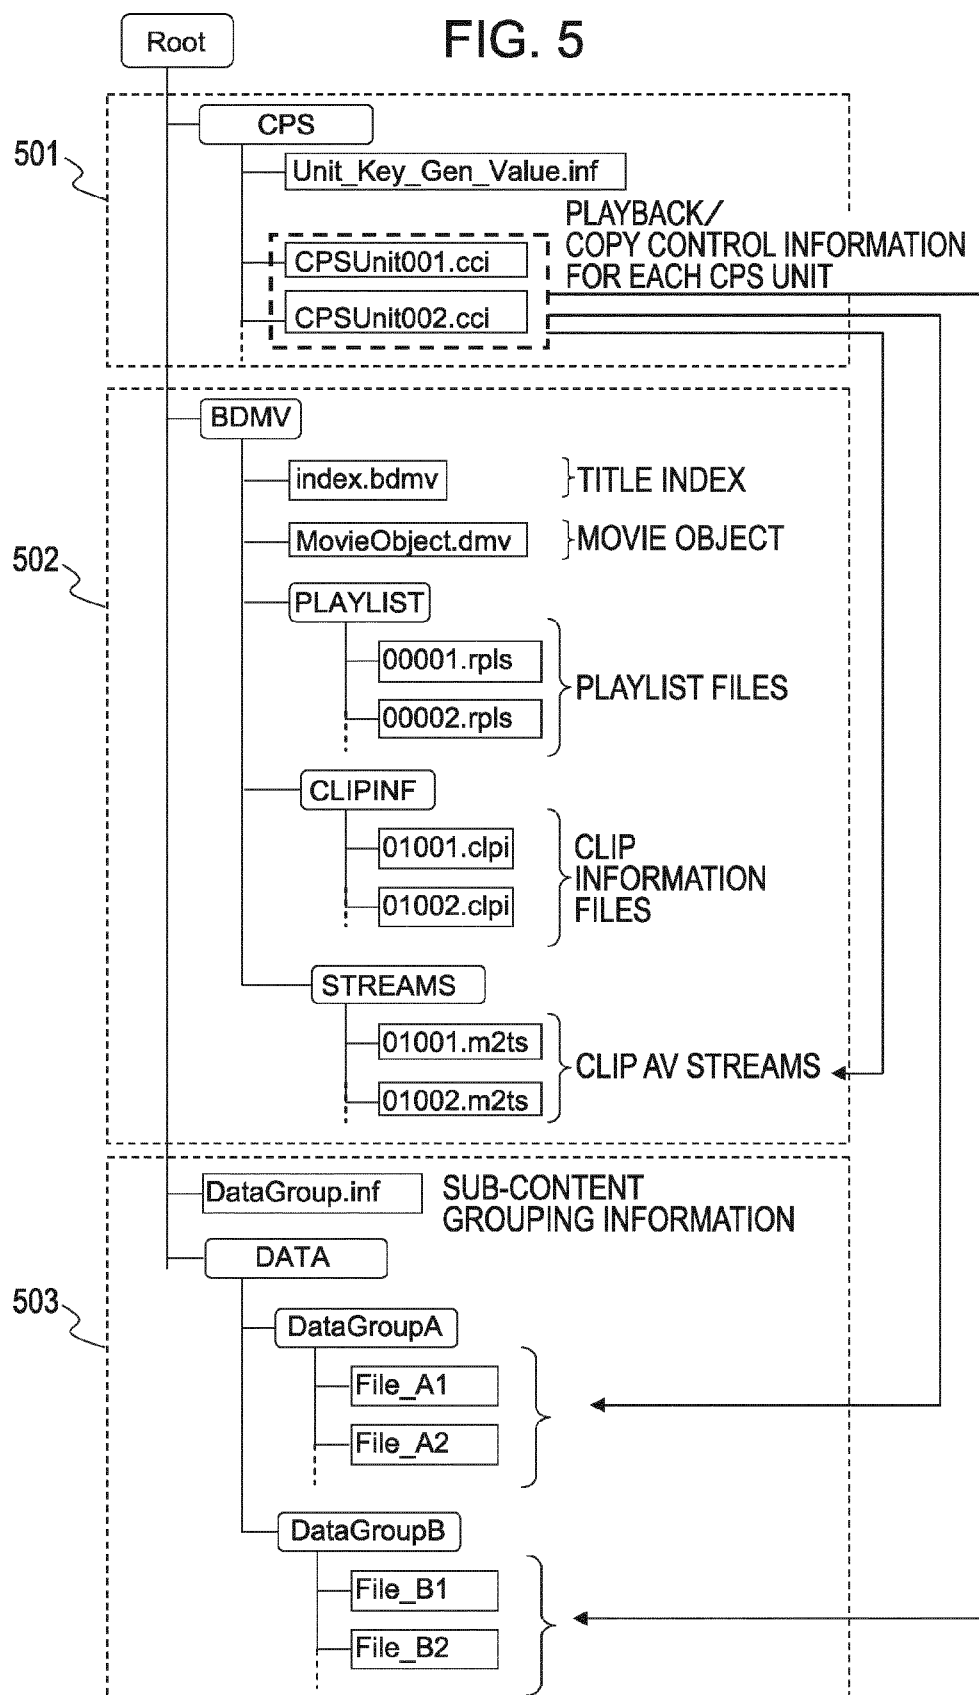 FIG. 5
Root
CPS
501
Unit_Key_Gen_Value.inf
PLAYBACK/
COPY CONTROL INFORMATION
FOR EACH CPS UNIT
CPSUnit001.cci
CPSUnit002.cci
BDMV
index.bdmv
TITLE INDEX
MovieObject.dmv
MOVIE OBJECT
502
PLAYLIST
00001.rpls
00002.rpls
PLAYLIST FILES
CLIPINF
01001.clpi
01002.clpi
CLIP
INFORMATION
FILES
STREAMS
01001.m2ts
01002.m2ts
CLIP AV STREAMS
DataGroup.inf
SUB-CONTENT
GROUPING INFORMATION
DATA
503
DataGroupA
File_A1
File_A2
DataGroupB
File_B1
File_B2